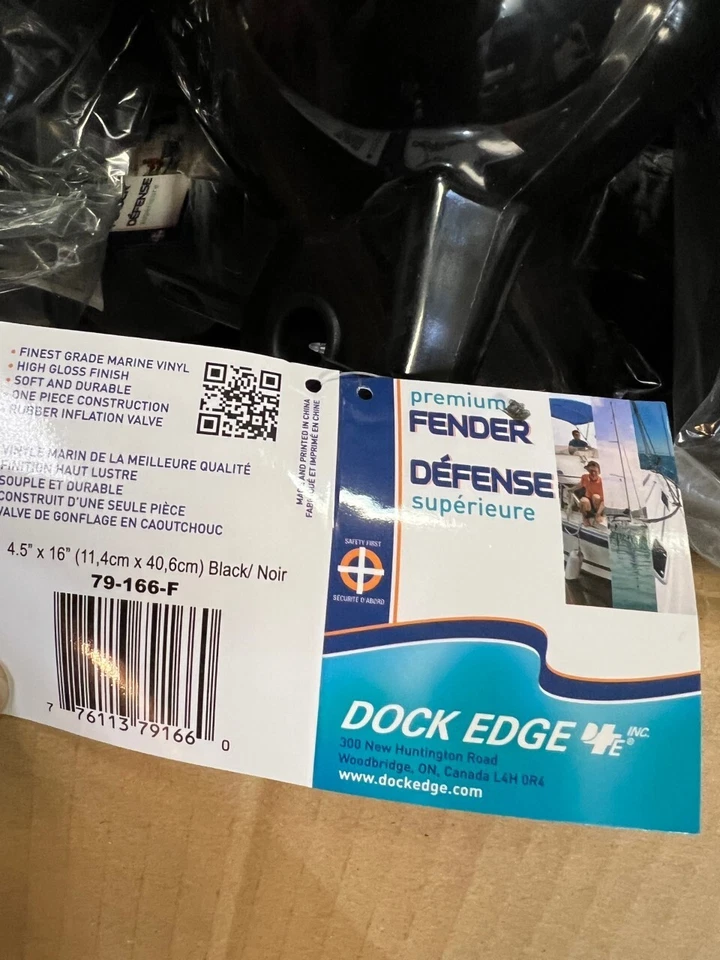 DÉFENSE
supérieure
• FINEST GRADE MARINE VINYL
• HIGH GLOSS FINISH
• SOFT AND DURABLE
ONE PIECE CONSTRUCTION
RUBBER INFLATION VALVE
VINYLE MARIN DE LA MEILLEURE QUALITÉ
FINITION HAUT LUSTRE
SOUPLE ET DURABLE
CONSTRUIT D'UNE SEULE PIÈCE
VALVE DE GONFLAGE EN CAOUTCHOUC
4.5" x 16" (11,4cm x 40,6cm) Black/ Noir
79-166-F
7 76113 79166 0
MADE AND PRINTED IN CHINA
FABRIQUÉ ET IMPRIMÉ EN CHINE
premium
FENDER
DÉFENSE
supérieure
SAFETY FIRST
SÉCURITÉ D'ABORD
DOCK EDGE INC.
300 New Huntington Road
Woodbridge, ON, Canada L4H 0R4
www.dockedge.com